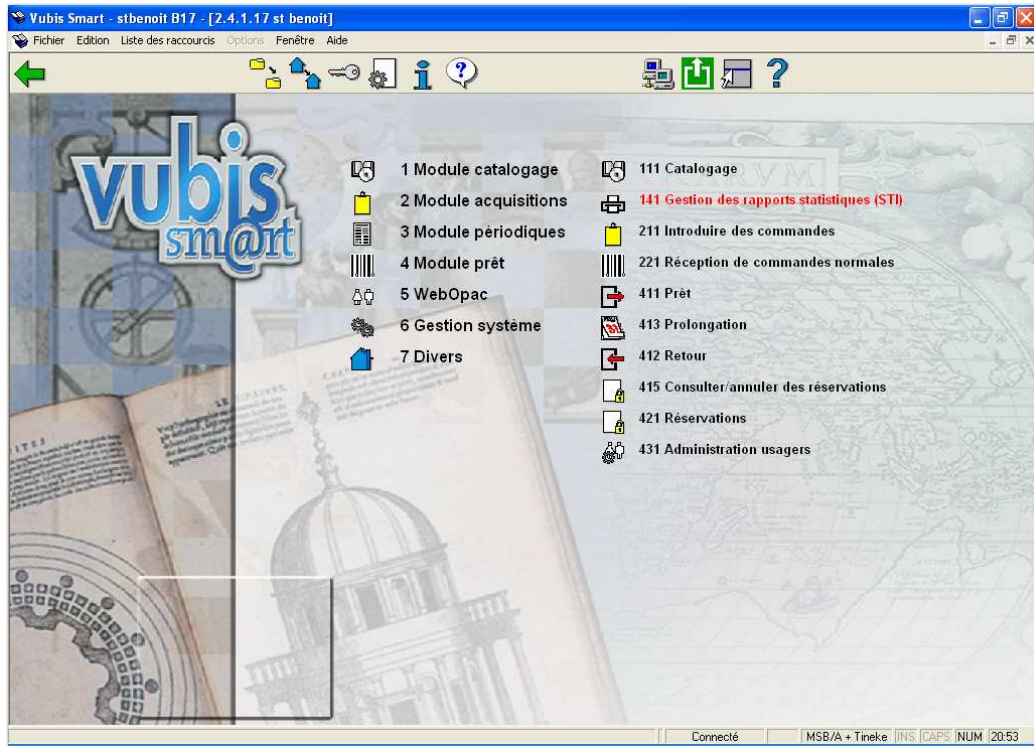 Vubis Smart - stbenoit B17 - [2.4.1.17 st benoit]
Fichier Edition Liste des raccourcis Options Fenêtre Aide
vubis
sm@rt
1 Module catalogage
2 Module acquisitions
3 Module périodiques
4 Module prêt
5 WebOpac
6 Gestion système
7 Divers
111 Catalogage
141 Gestion des rapports statistiques (STI)
211 Introduire des commandes
221 Réception de commandes normales
411 Prêt
413 Prolongation
412 Retour
415 Consulter/annuler des réservations
421 Réservations
431 Administration usagers
Connecté MSB/A + Tineke INS CAPS NUM 20:53